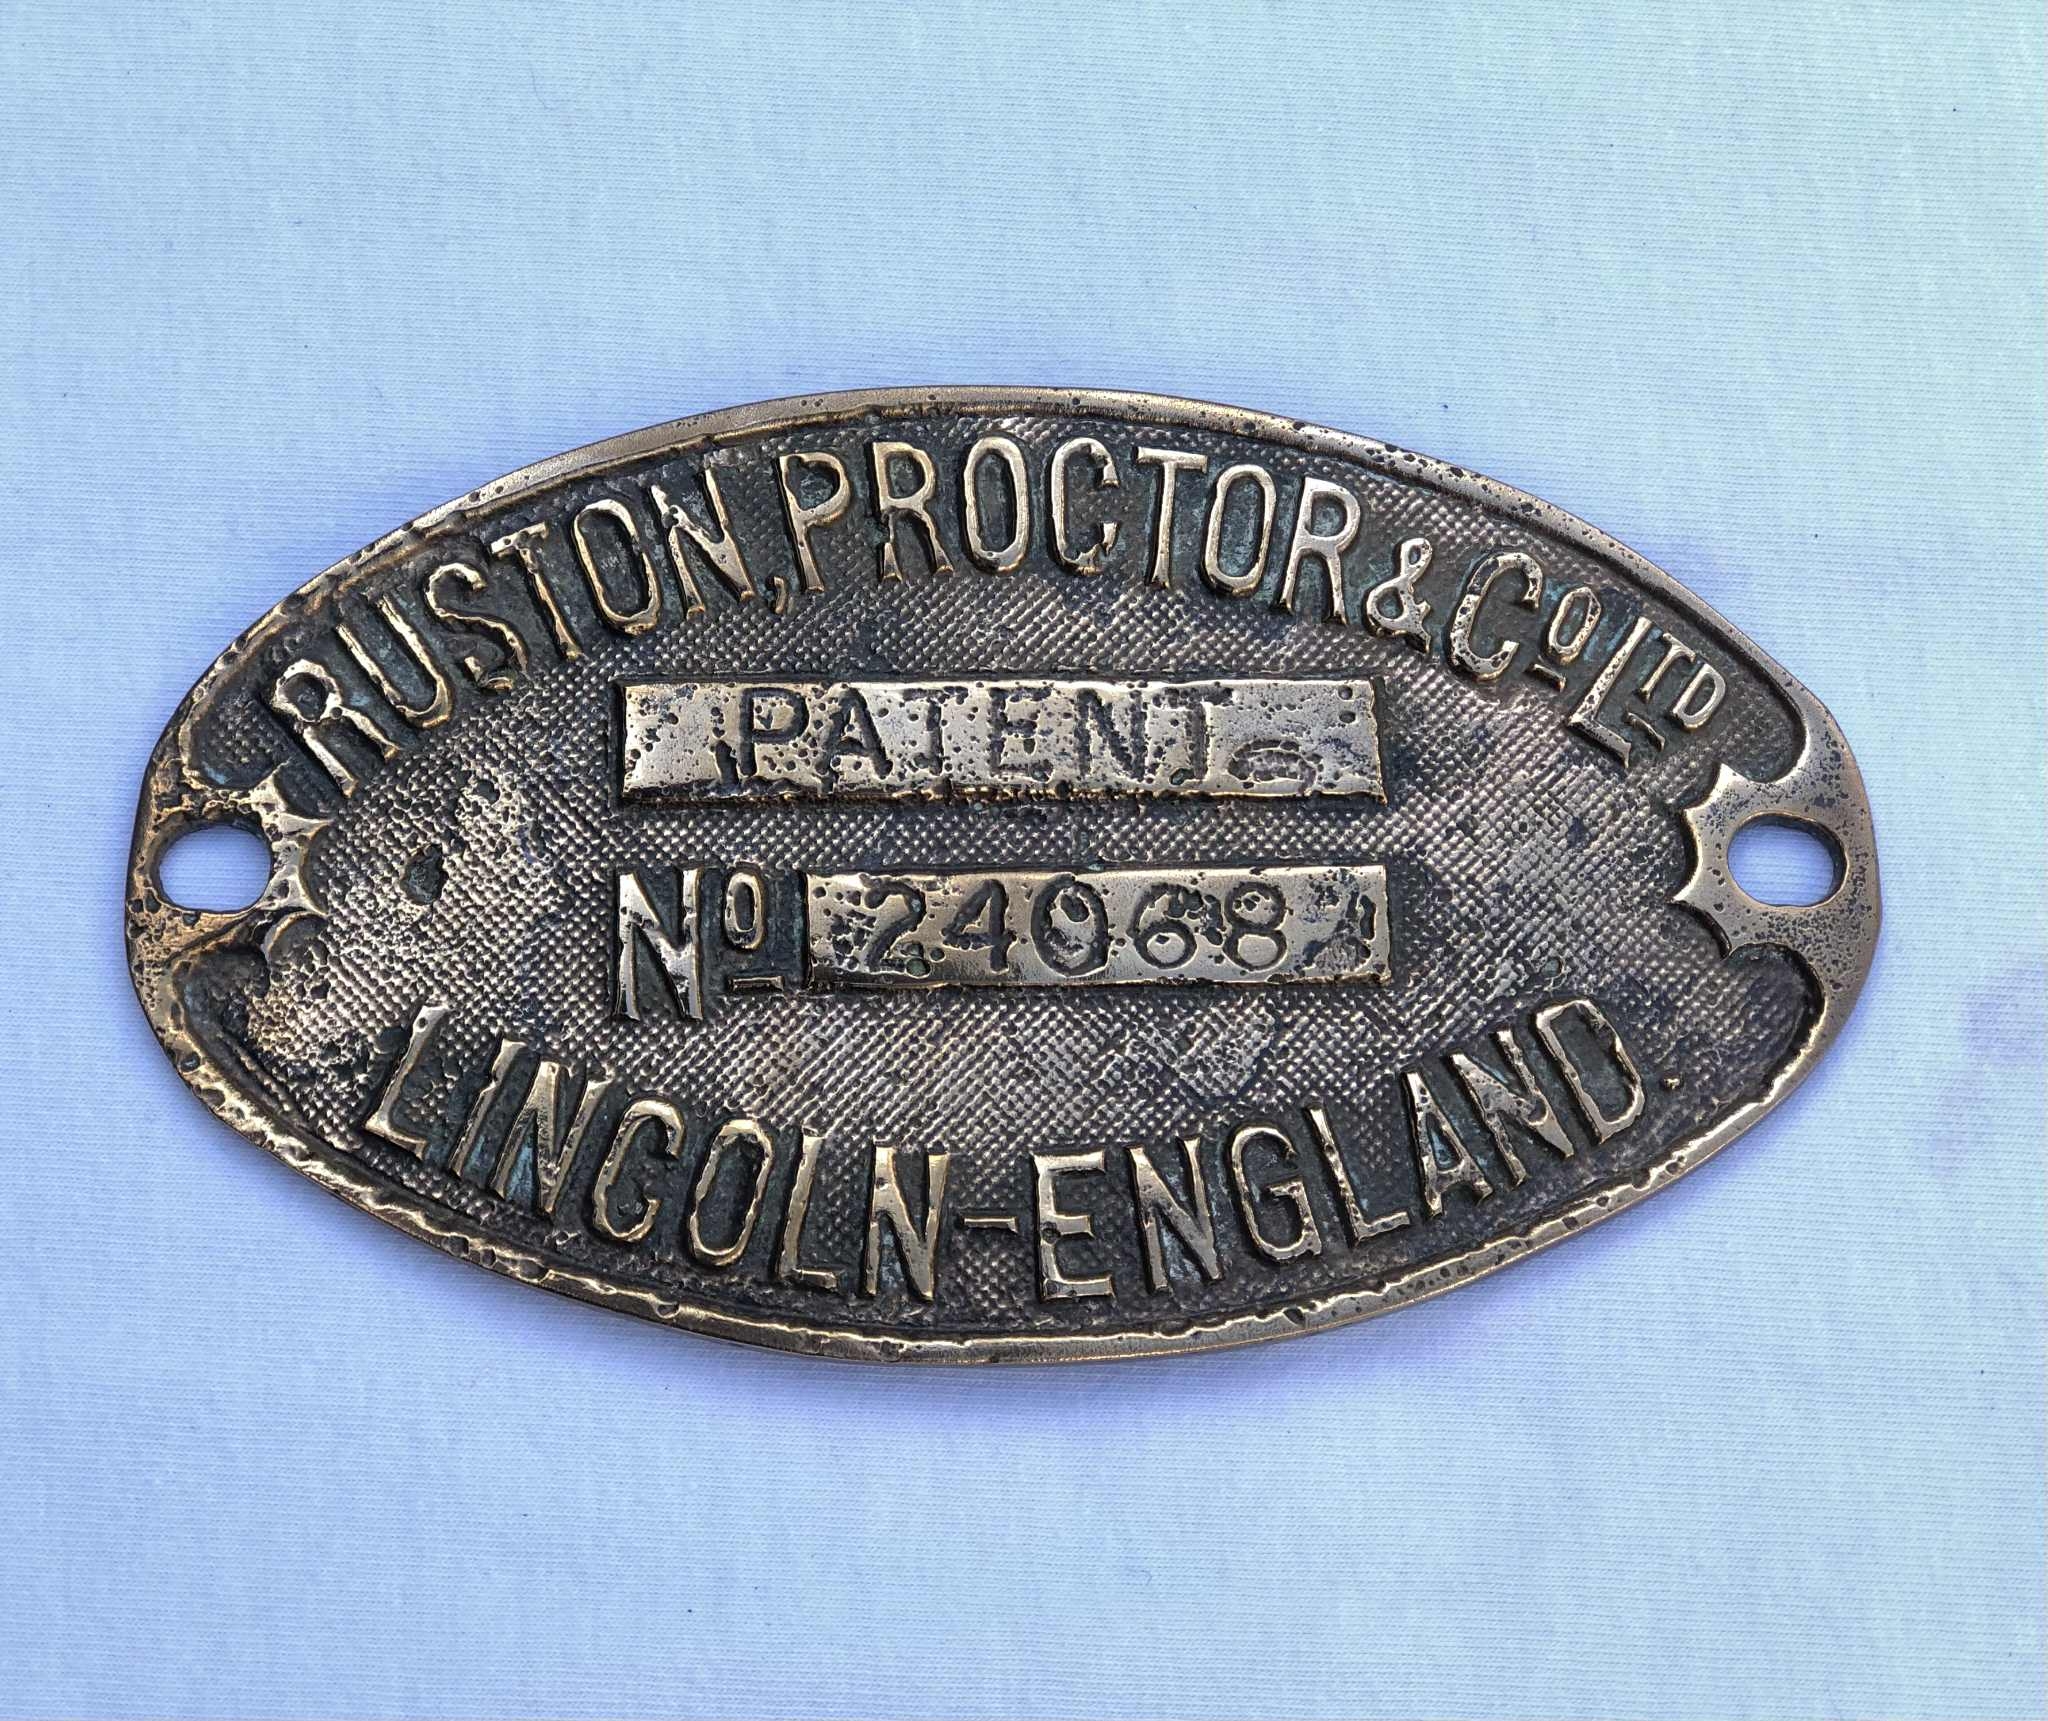 RUSTON, PROCTOR & Cº LTD
PATENT
Nº 24068
LINCOLN-ENGLAND.